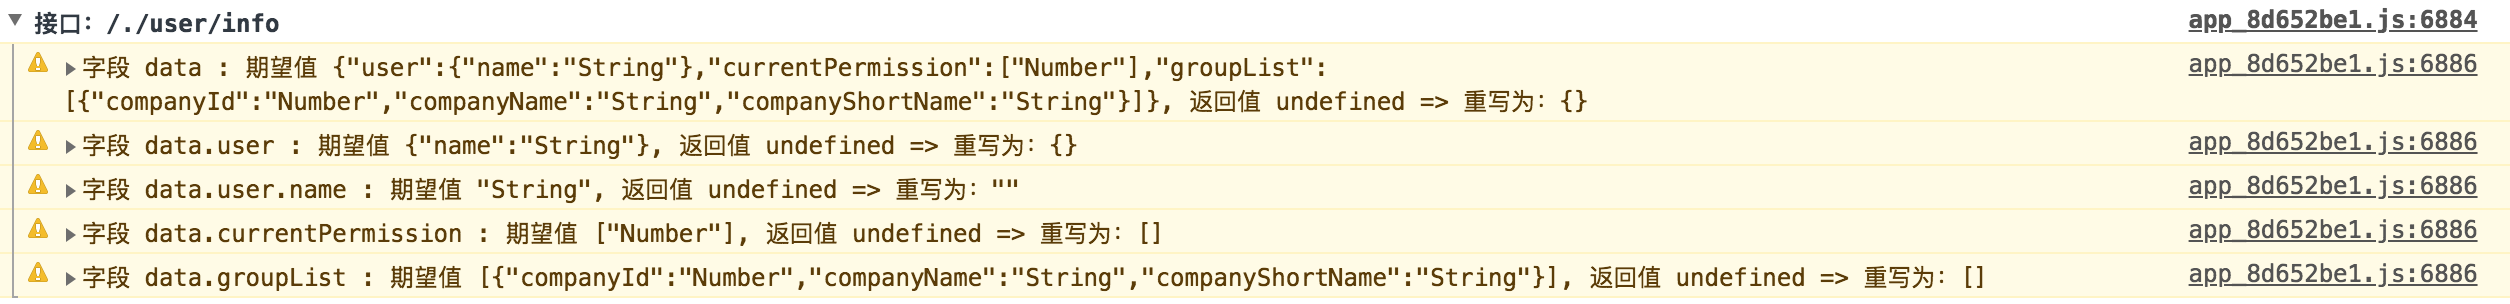 接口: /./user/info app_8d652be1.js:6884
字段 data : 期望值 {"user":{"name":"String"},"currentPermission":["Number"],"groupList": app_8d652be1.js:6886
[{"companyId":"Number","companyName":"String","companyShortName":"String"}]}, 返回值 undefined => 重写为: {}
字段 data.user : 期望值 {"name":"String"}, 返回值 undefined => 重写为: {} app_8d652be1.js:6886
字段 data.user.name : 期望值 "String", 返回值 undefined => 重写为: "" app_8d652be1.js:6886
字段 data.currentPermission : 期望值 ["Number"], 返回值 undefined => 重写为: [] app_8d652be1.js:6886
字段 data.groupList : 期望值 [{"companyId":"Number","companyName":"String","companyShortName":"String"}], 返回值 undefined => 重写为: [] app_8d652be1.js:6886